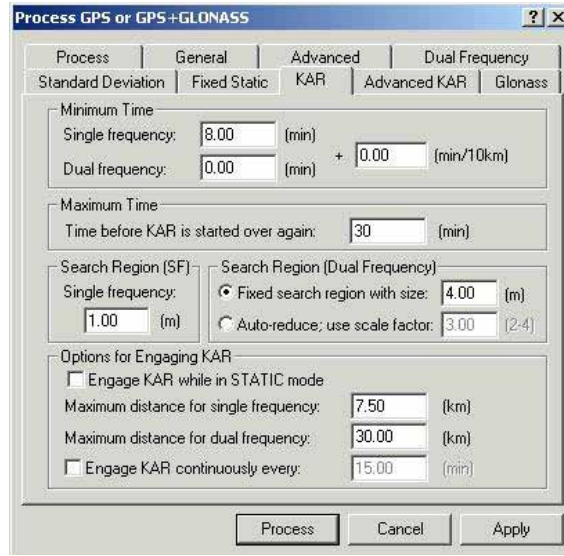 Process GPS or GPS+GLONASS
Process General Advanced Dual Frequency
Standard Deviation Fixed Static KAR Advanced KAR Glonass
Minimum Time
Single frequency: 8.00 (min)
Dual frequency: 0.00 (min) + 0.00 (min/10km)
Maximum Time
Time before KAR is started over again: 30 (min)
Search Region (SF)
Single frequency:
1.00 (m)
Search Region (Dual Frequency)
Fixed search region with size: 4.00 (m)
Auto-reduce; use scale factor: 3.00 (2-4)
Options for Engaging KAR
Engage KAR while in STATIC mode
Maximum distance for single frequency: 7.50 (km)
Maximum distance for dual frequency: 30.00 (km)
Engage KAR continuously every: 15.00 (min)
Process Cancel Apply